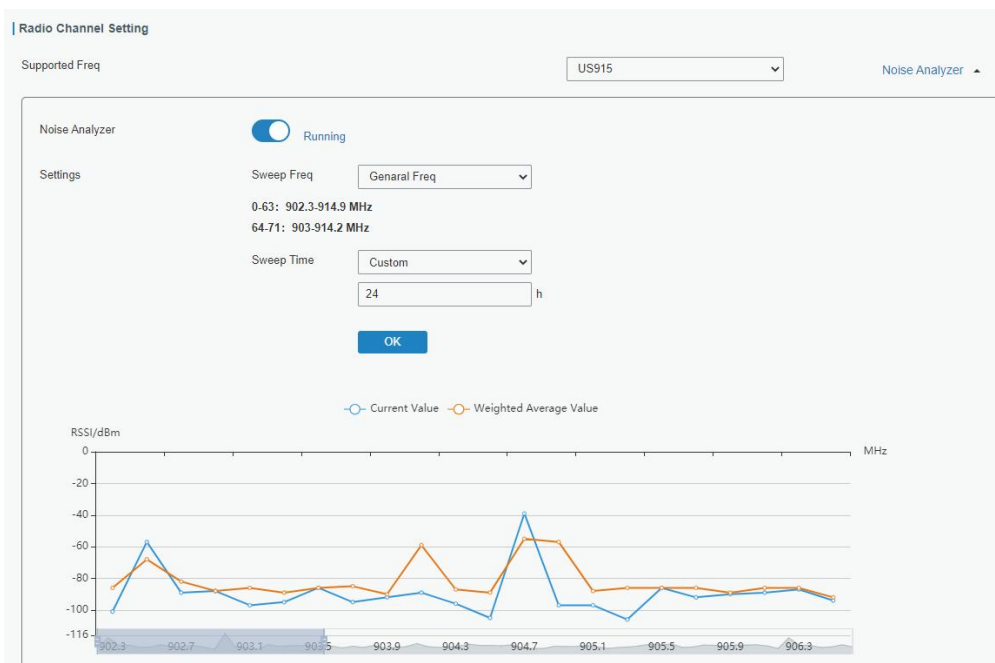 Radio Channel Setting
Supported Freq US915 Noise Analyzer
Noise Analyzer Running
Settings Sweep Freq Genaral Freq
0-63: 902.3-914.9 MHz
64-71: 903-914.2 MHz
Sweep Time Custom
24 h
OK
Current Value Weighted Average Value
RSSI/dBm
0 MHz
-20
-40
-60
-80
-100
-116
902.3 902.7 903.1 903.5 903.9 904.3 904.7 905.1 905.5 905.9 906.3